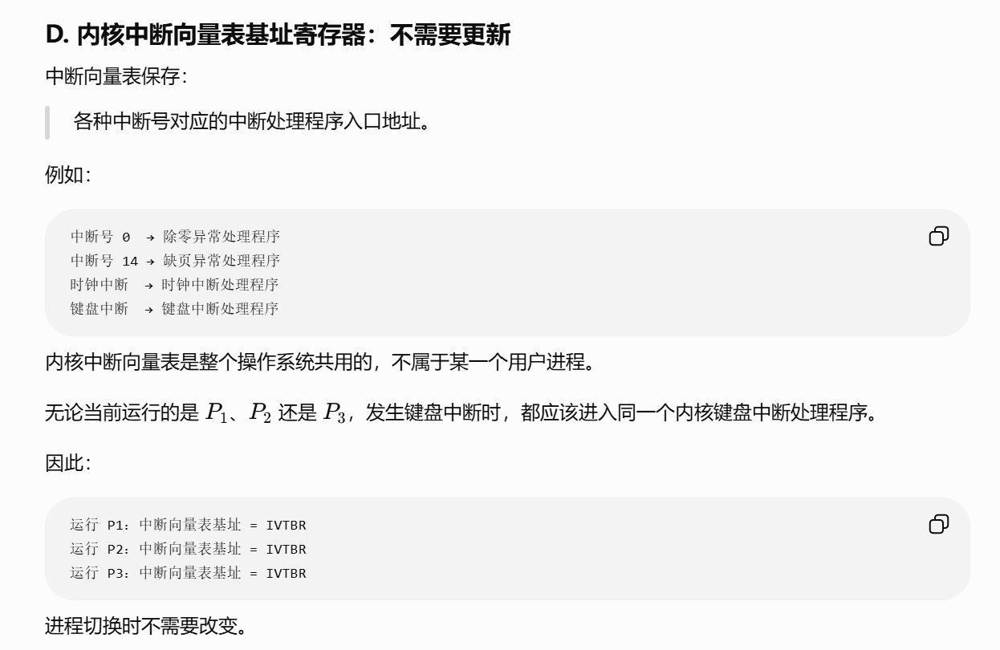 D. 内核中断向量表基址寄存器：不需要更新
中断向量表保存：
各种中断号对应的中断处理程序入口地址。
例如：
中断号 0 → 除零异常处理程序
中断号 14 → 缺页异常处理程序
时钟中断 → 时钟中断处理程序
键盘中断 → 键盘中断处理程序
内核中断向量表是整个操作系统共用的，不属于某一个用户进程。
无论当前运行的是 P₁、P₂ 还是 P₃，发生键盘中断时，都应该进入同一个内核键盘中断处理程序。
因此：
运行 P1：中断向量表基址 = IVTBR
运行 P2：中断向量表基址 = IVTBR
运行 P3：中断向量表基址 = IVTBR
进程切换时不需要改变。